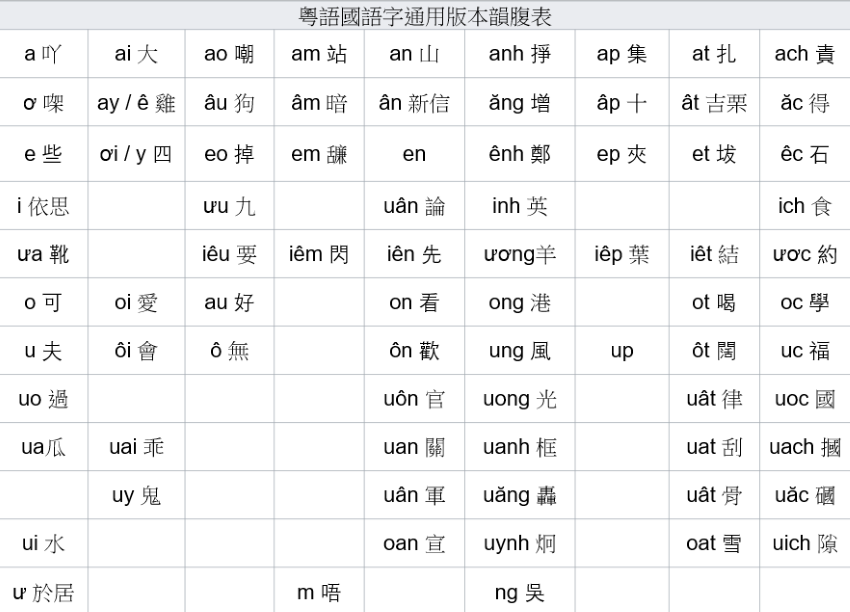 粵語國語字通用版本韻腹表
a 吖 ai 大 ao 嘲 am 站 an 山 anh 掙 ap 集 at 扎 ach 責
ơ 㗎 ay / ê 雞 âu 狗 âm 暗 ân 新信 ăng 增 âp 十 ât 吉栗 ăc 得
e 些 ơi / y 四 eo 掉 em 𦧷 en ênh 鄭 ep 夾 et 坺 êc 石
i 依思 ưu 九 uân 論 inh 英 ich 食
ưa 靴 iêu 要 iêm 閃 iên 先 ương羊 iêp 葉 iêt 結 ươc 約
o 可 oi 愛 au 好 on 看 ong 港 ot 喝 oc 學
u 夫 ôi 會 ô 無 ôn 歡 ung 風 up ôt 闊 uc 福
uo 過 uôn 官 uong 光 uât 律 uoc 國
ua瓜 uai 乖 uan 關 uanh 框 uat 刮 uach 摑
uy 鬼 uân 軍 uăng 轟 uât 骨 uăc 碅
ui 水 oan 宣 uynh 炯 oat 雪 uich 隙
ư 於居 m 唔 ng 吳